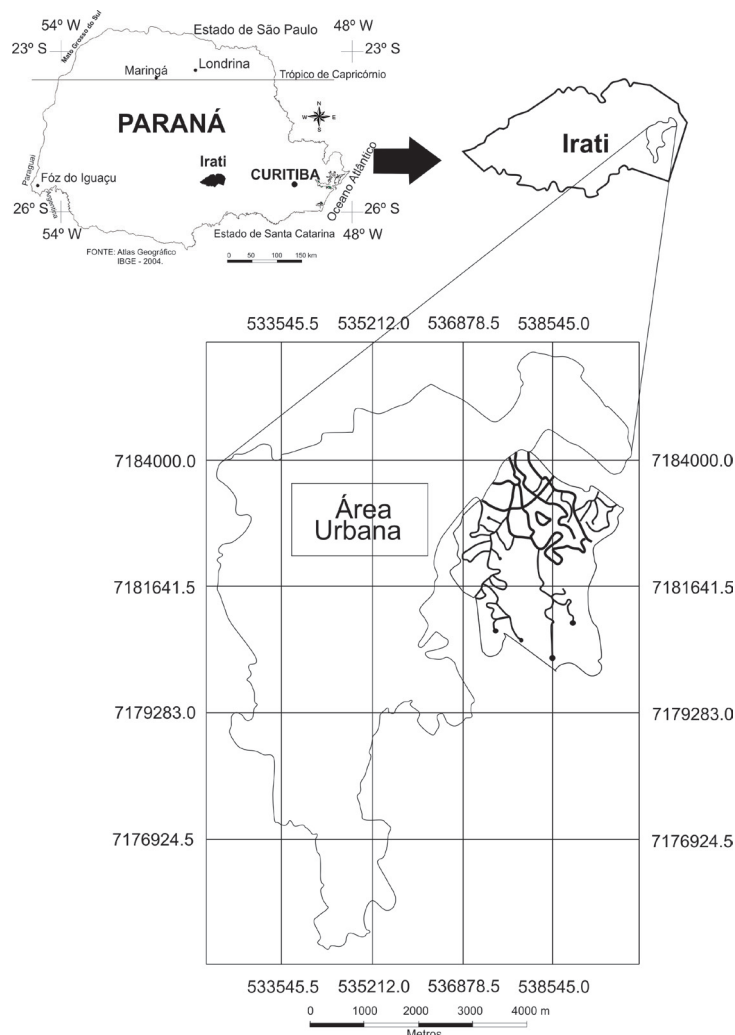 54º W
Estado de São Paulo
48º W
23º S
Mato Grosso do Sul
23º S
Maringá
Londrina
Trópico de Capricórnio
PARANÁ
N
W E
S
Irati
Irati
Paraguai
Fóz do Iguaçu
CURITIBA
Oceano Atlântico
Argentina
26º S
26º S
54º W
Estado de Santa Catarina
48º W
FONTE: Atlas Geográfico
IBGE - 2004.
0 50 100 150 km
533545.5 535212.0 536878.5 538545.0
7184000.0 7184000.0
Área
Urbana
7181641.5 7181641.5
7179283.0 7179283.0
7176924.5 7176924.5
533545.5 535212.0 536878.5 538545.0
0 1000 2000 3000 4000 m
Metros